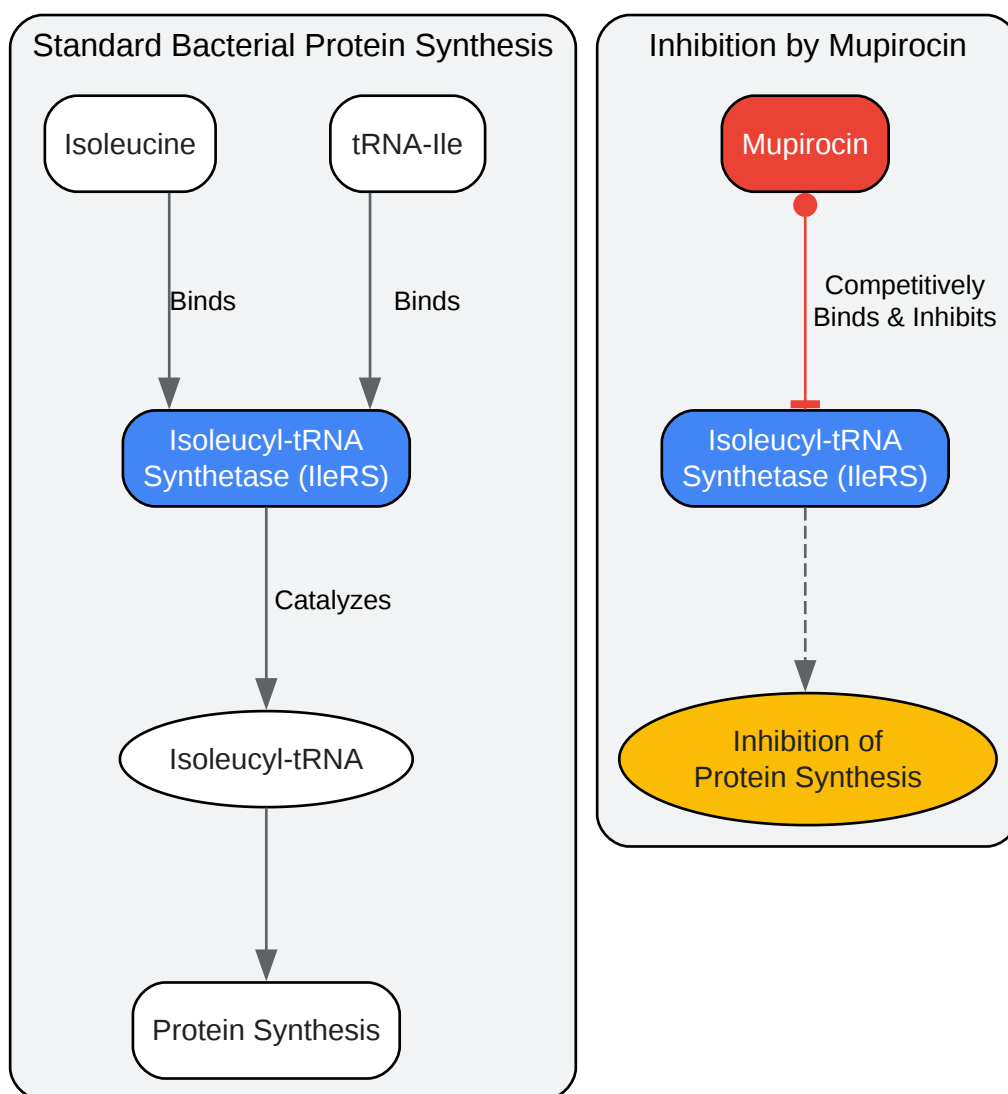 Standard Bacterial Protein Synthesis
Isoleucine
tRNA-Ile
Binds
Binds
Isoleucyl-tRNA
Synthetase (IleRS)
Catalyzes
Isoleucyl-tRNA
Protein Synthesis
Inhibition by Mupirocin
Mupirocin
Competitively
Binds & Inhibits
Isoleucyl-tRNA
Synthetase (IleRS)
Inhibition of
Protein Synthesis